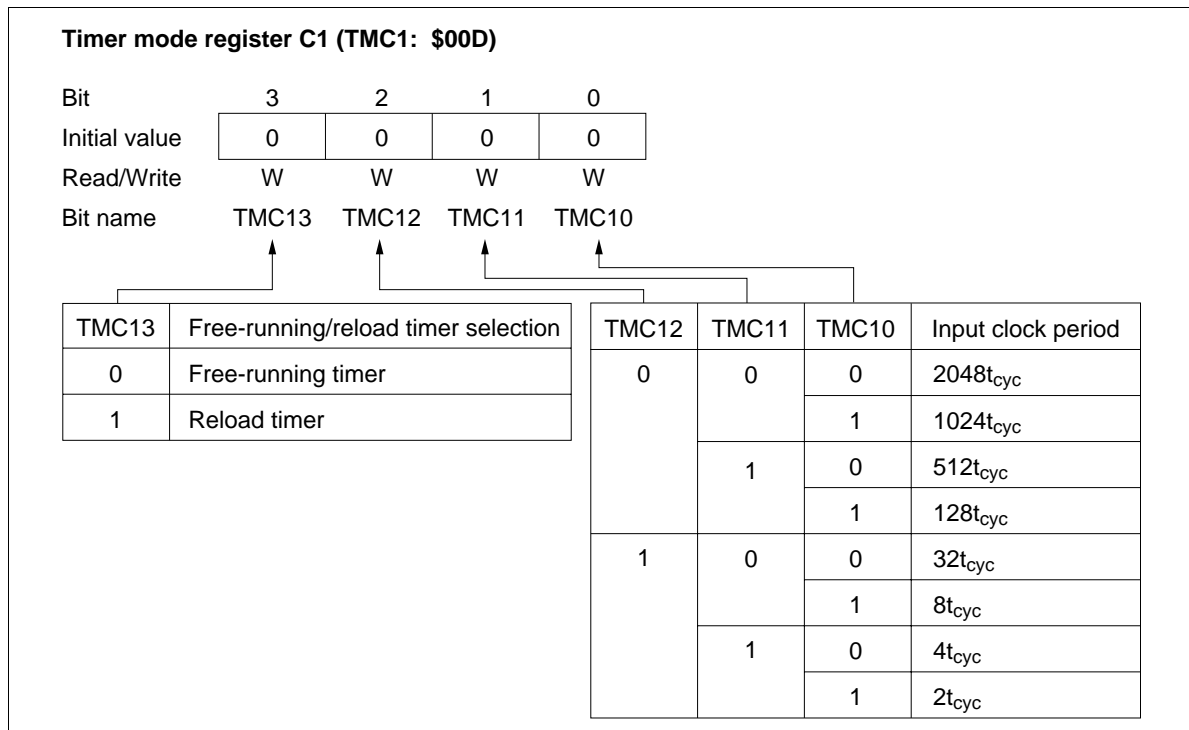 Timer mode register C1 (TMC1: $00D)
Bit 3 2 1 0
Initial value 0 0 0 0
Read/Write W W W W
Bit name TMC13 TMC12 TMC11 TMC10
TMC13 Free-running/reload timer selection
0 Free-running timer
1 Reload timer
TMC12 TMC11 TMC10 Input clock period
0 0 0 2048tcyc
1 1024tcyc
1 0 512tcyc
1 128tcyc
1 0 0 32tcyc
1 8tcyc
1 0 4tcyc
1 2tcyc